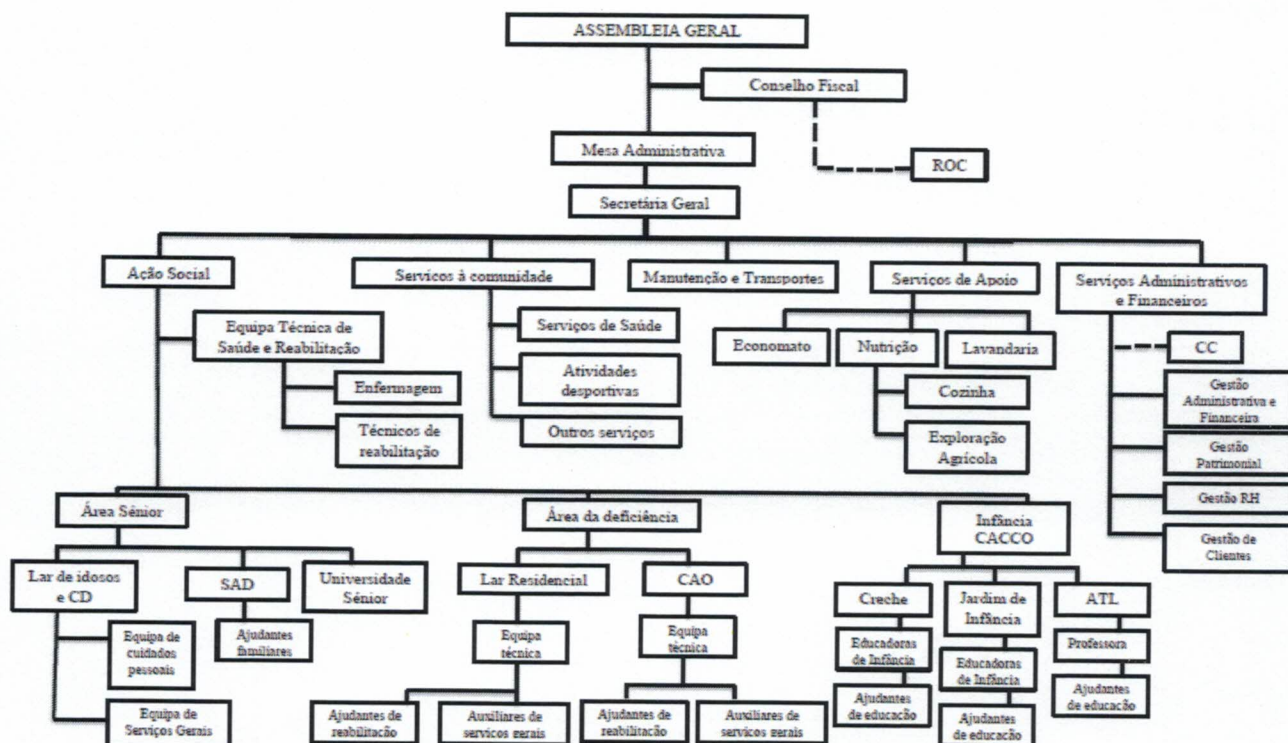 ASSEMBLEIA GERAL
Conselho Fiscal
Mesa Administrativa
ROC
Secretária Geral
Ação Social
Servicos à comunidade
Manutenção e Transportes
Serviços de Apoio
Serviços Administrativos
e Financeiros
Equipa Técnica de
Saúde e Reabilitação
Enfermagem
Técnicos de
reabilitação
Serviços de Saúde
Atividades
desportivas
Outros serviços
Economato
Nutrição
Lavandaria
Cozinha
Exploração
Agrícola
CC
Gestão
Administrativa e
Financeira
Gestão
Patrimonial
Gestão RH
Gestão de
Clientes
Área Sénior
Área da deficiência
Infância
CACCO
Lar de idosos
e CD
SAD
Universidade
Sénior
Lar Residencial
CAO
Creche
Jardim de
Infância
ATL
Equipa de
cuidados
pessoais
Ajudantes
familiares
Equipa
técnica
Equipa
técnica
Educadoras
de Infância
Educadoras
de Infância
Professora
Equipa de
Serviços Gerais
Ajudantes de
reabilitação
Auxiliares de
servicos gerais
Ajudantes de
reabilitação
Auxiliares de
servicos gerais
Ajudantes
de educação
Ajudantes
de educação
Ajudantes
de educação